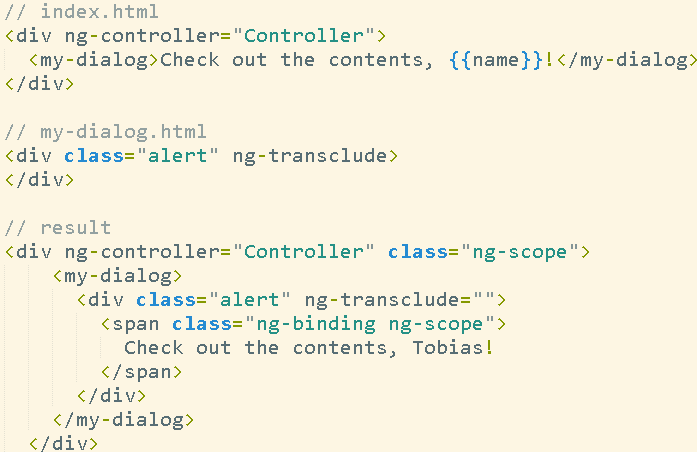 // index.html
<div ng-controller="Controller">
  <my-dialog>Check out the contents, {{name}}!</my-dialog>
</div>

// my-dialog.html
<div class="alert" ng-transclude>
</div>

// result
<div ng-controller="Controller" class="ng-scope">
    <my-dialog>
      <div class="alert" ng-transclude="">
        <span class="ng-binding ng-scope">
          Check out the contents, Tobias!
        </span>
      </div>
    </my-dialog>
  </div>